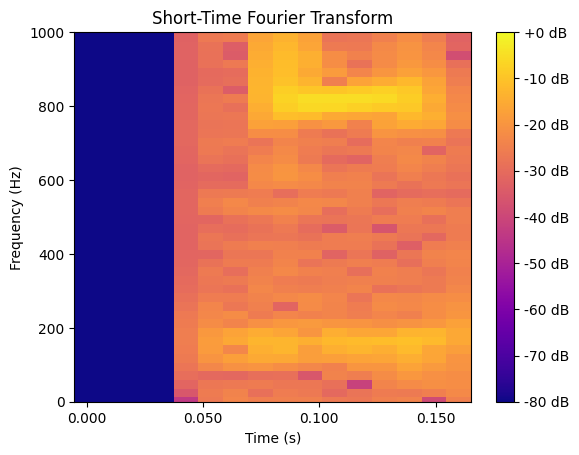 Short-Time Fourier Transform
1000
800
600
400
200
0
Frequency (Hz)
0.000
0.050
0.100
0.150
Time (s)
+0 dB
-10 dB
-20 dB
-30 dB
-40 dB
-50 dB
-60 dB
-70 dB
-80 dB